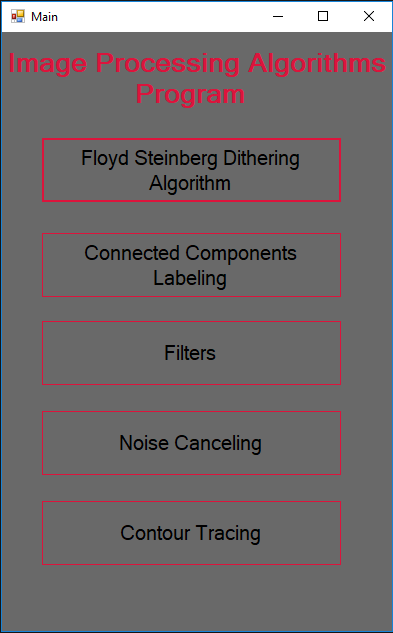 Main
Image Processing Algorithms
Program
Floyd Steinberg Dithering
Algorithm
Connected Components
Labeling
Filters
Noise Canceling
Contour Tracing